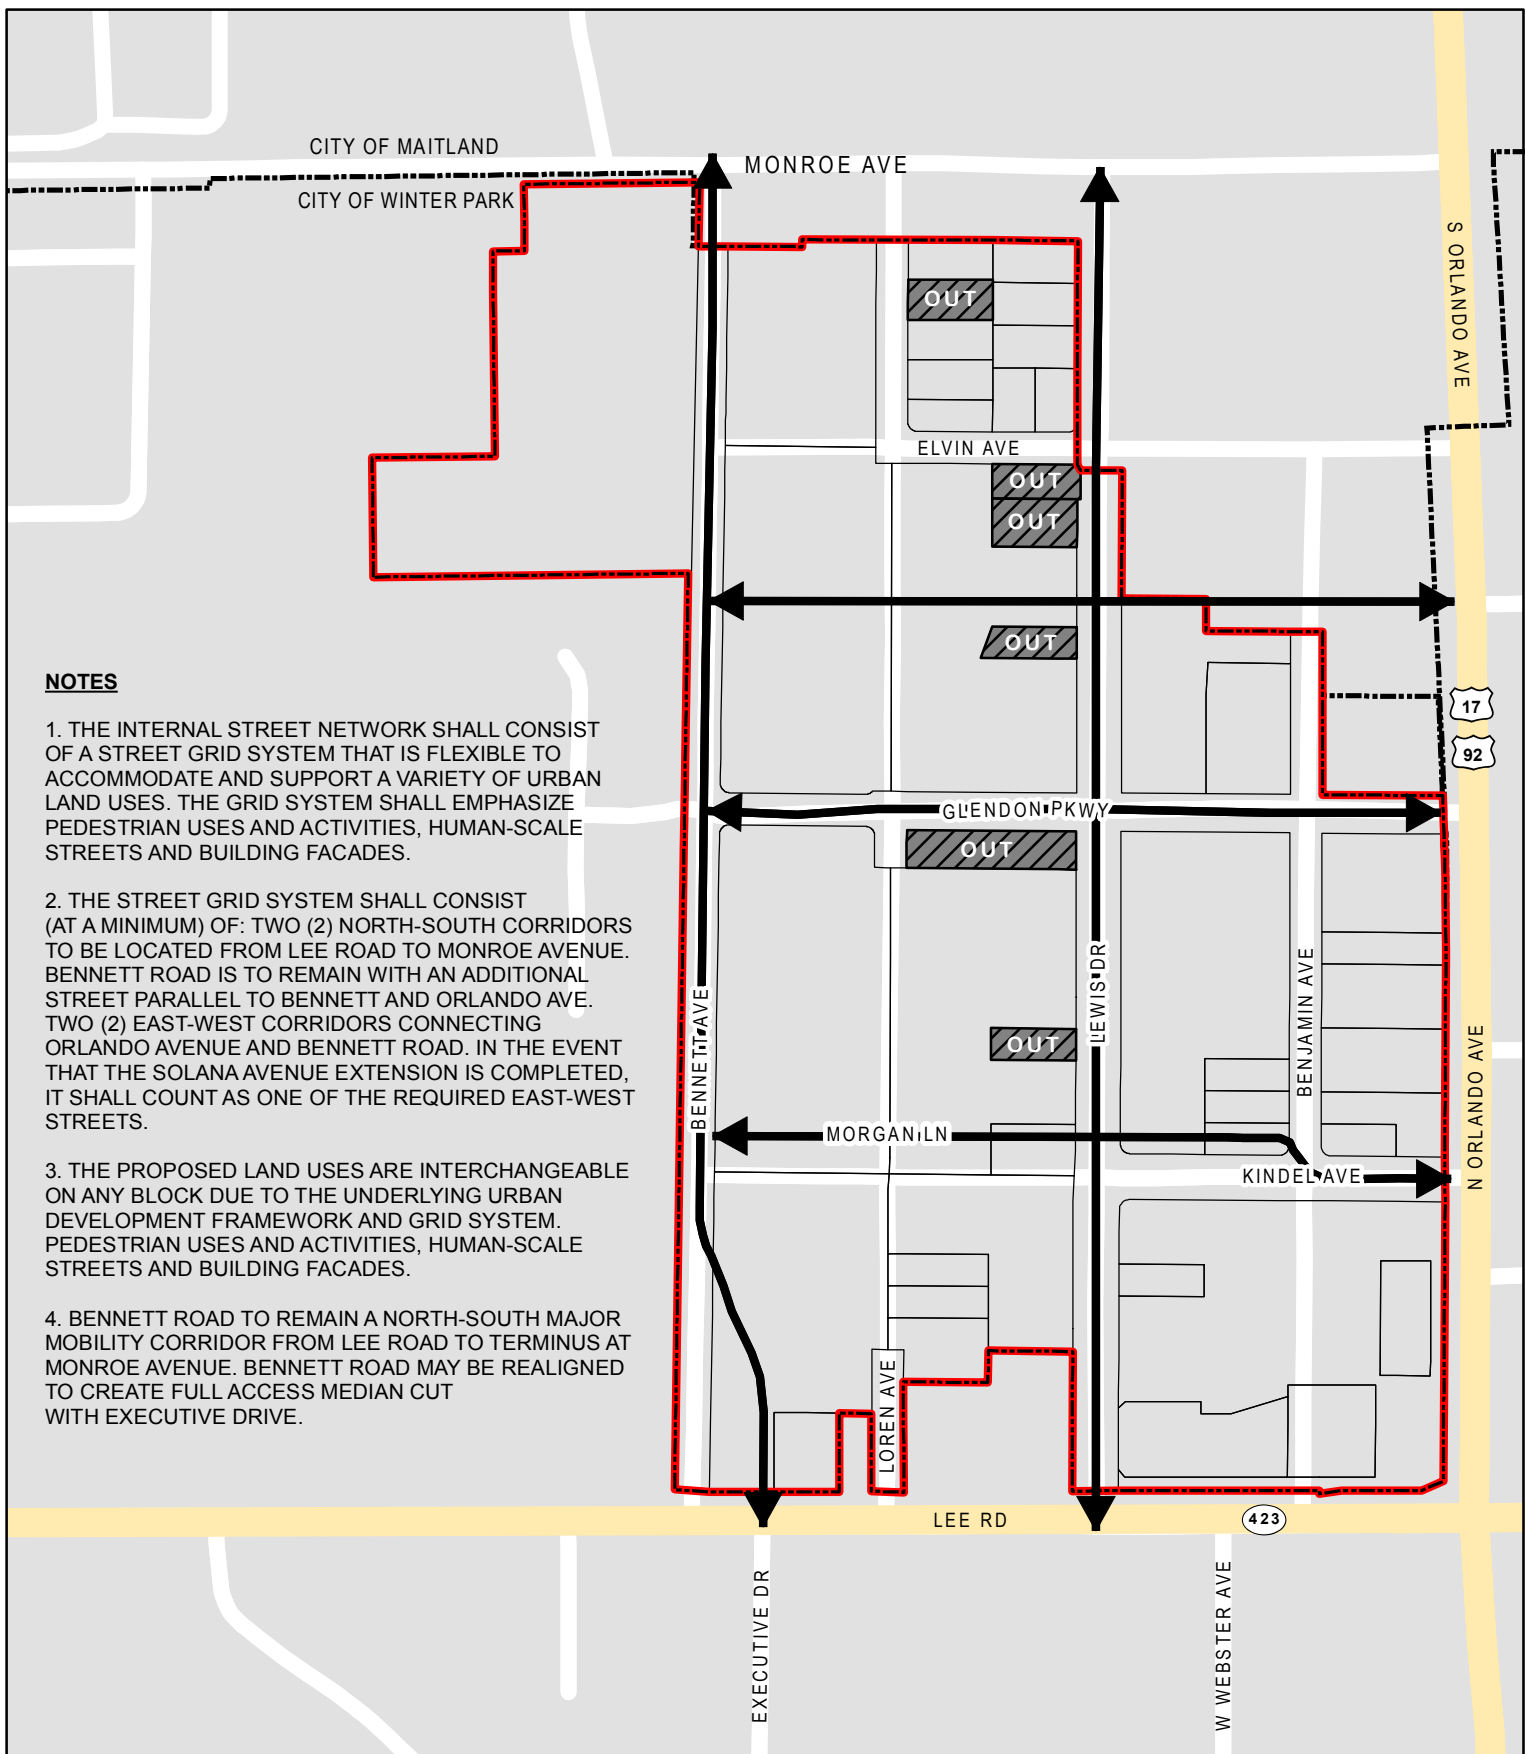 CITY OF MAITLAND
MONROE AVE
CITY OF WINTER PARK
S ORLANDO AVE
OUT
ELVIN AVE
OUT
OUT
OUT
17
92
GLENDON PKWY
OUT
NOTES
1. THE INTERNAL STREET NETWORK SHALL CONSIST
OF A STREET GRID SYSTEM THAT IS FLEXIBLE TO
ACCOMMODATE AND SUPPORT A VARIETY OF URBAN
LAND USES. THE GRID SYSTEM SHALL EMPHASIZE
PEDESTRIAN USES AND ACTIVITIES, HUMAN-SCALE
STREETS AND BUILDING FACADES.
2. THE STREET GRID SYSTEM SHALL CONSIST
(AT A MINIMUM) OF: TWO (2) NORTH-SOUTH CORRIDORS
TO BE LOCATED FROM LEE ROAD TO MONROE AVENUE.
BENNETT ROAD IS TO REMAIN WITH AN ADDITIONAL
STREET PARALLEL TO BENNETT AND ORLANDO AVE.
TWO (2) EAST-WEST CORRIDORS CONNECTING
ORLANDO AVENUE AND BENNETT ROAD. IN THE EVENT
THAT THE SOLANA AVENUE EXTENSION IS COMPLETED,
IT SHALL COUNT AS ONE OF THE REQUIRED EAST-WEST
STREETS.
3. THE PROPOSED LAND USES ARE INTERCHANGEABLE
ON ANY BLOCK DUE TO THE UNDERLYING URBAN
DEVELOPMENT FRAMEWORK AND GRID SYSTEM.
PEDESTRIAN USES AND ACTIVITIES, HUMAN-SCALE
STREETS AND BUILDING FACADES.
4. BENNETT ROAD TO REMAIN A NORTH-SOUTH MAJOR
MOBILITY CORRIDOR FROM LEE ROAD TO TERMINUS AT
MONROE AVENUE. BENNETT ROAD MAY BE REALIGNED
TO CREATE FULL ACCESS MEDIAN CUT
WITH EXECUTIVE DRIVE.
BENNETT AVE
LEWIS DR
BENJAMIN AVE
N ORLANDO AVE
OUT
MORGAN LN
KINDEL AVE
LOREN AVE
LEE RD
423
EXECUTIVE DR
W WEBSTER AVE